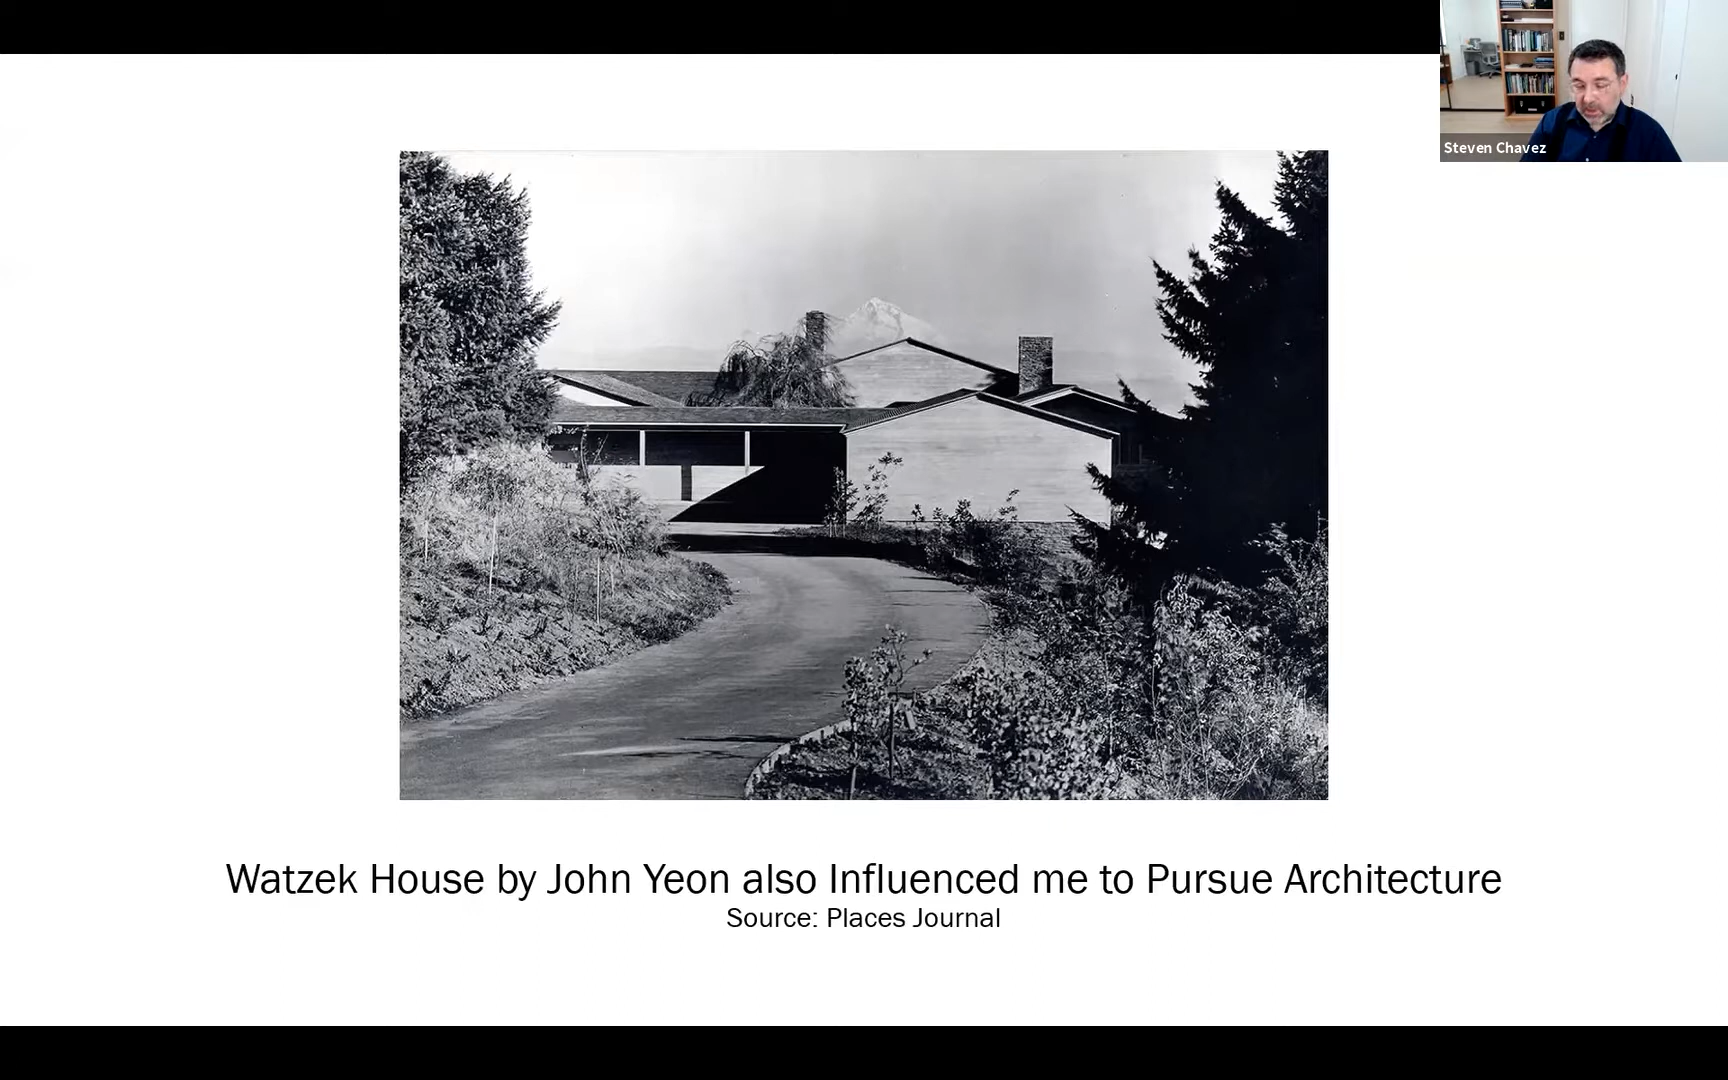 Steven Chavez
Watzek House by John Yeon also Influenced me to Pursue Architecture
Source: Places Journal